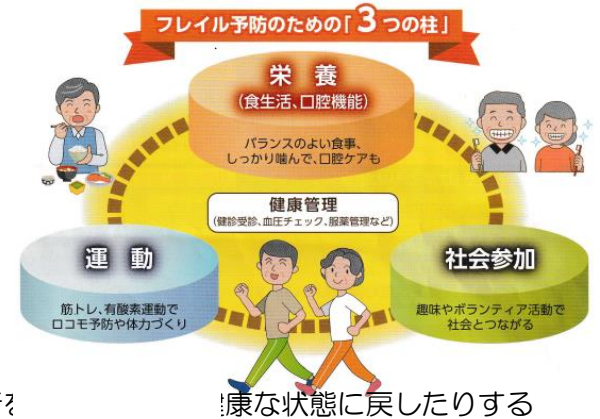 フレイル予防のための「3つの柱」
栄 養
(食生活、口腔機能)
バランスのよい食事、
しっかり噛んで、口腔ケアも
健康管理
(健診受診、血圧チェック、服薬管理など)
運 動
筋トレ、有酸素運動で
ロコモ予防や体力づくり
社会参加
趣味やボランティア活動で
社会とつながる
康な状態に戻したりする